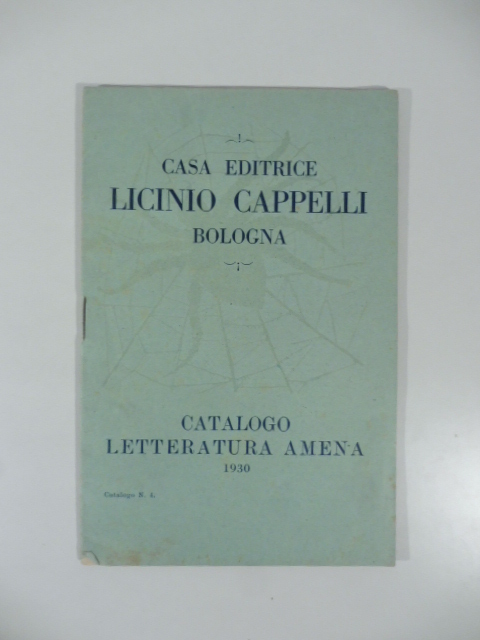 CASA EDITRICE
LICINIO CAPPELLI
BOLOGNA
CATALOGO
LETTERATURA AMENA
1930
Catalogo N. 4.